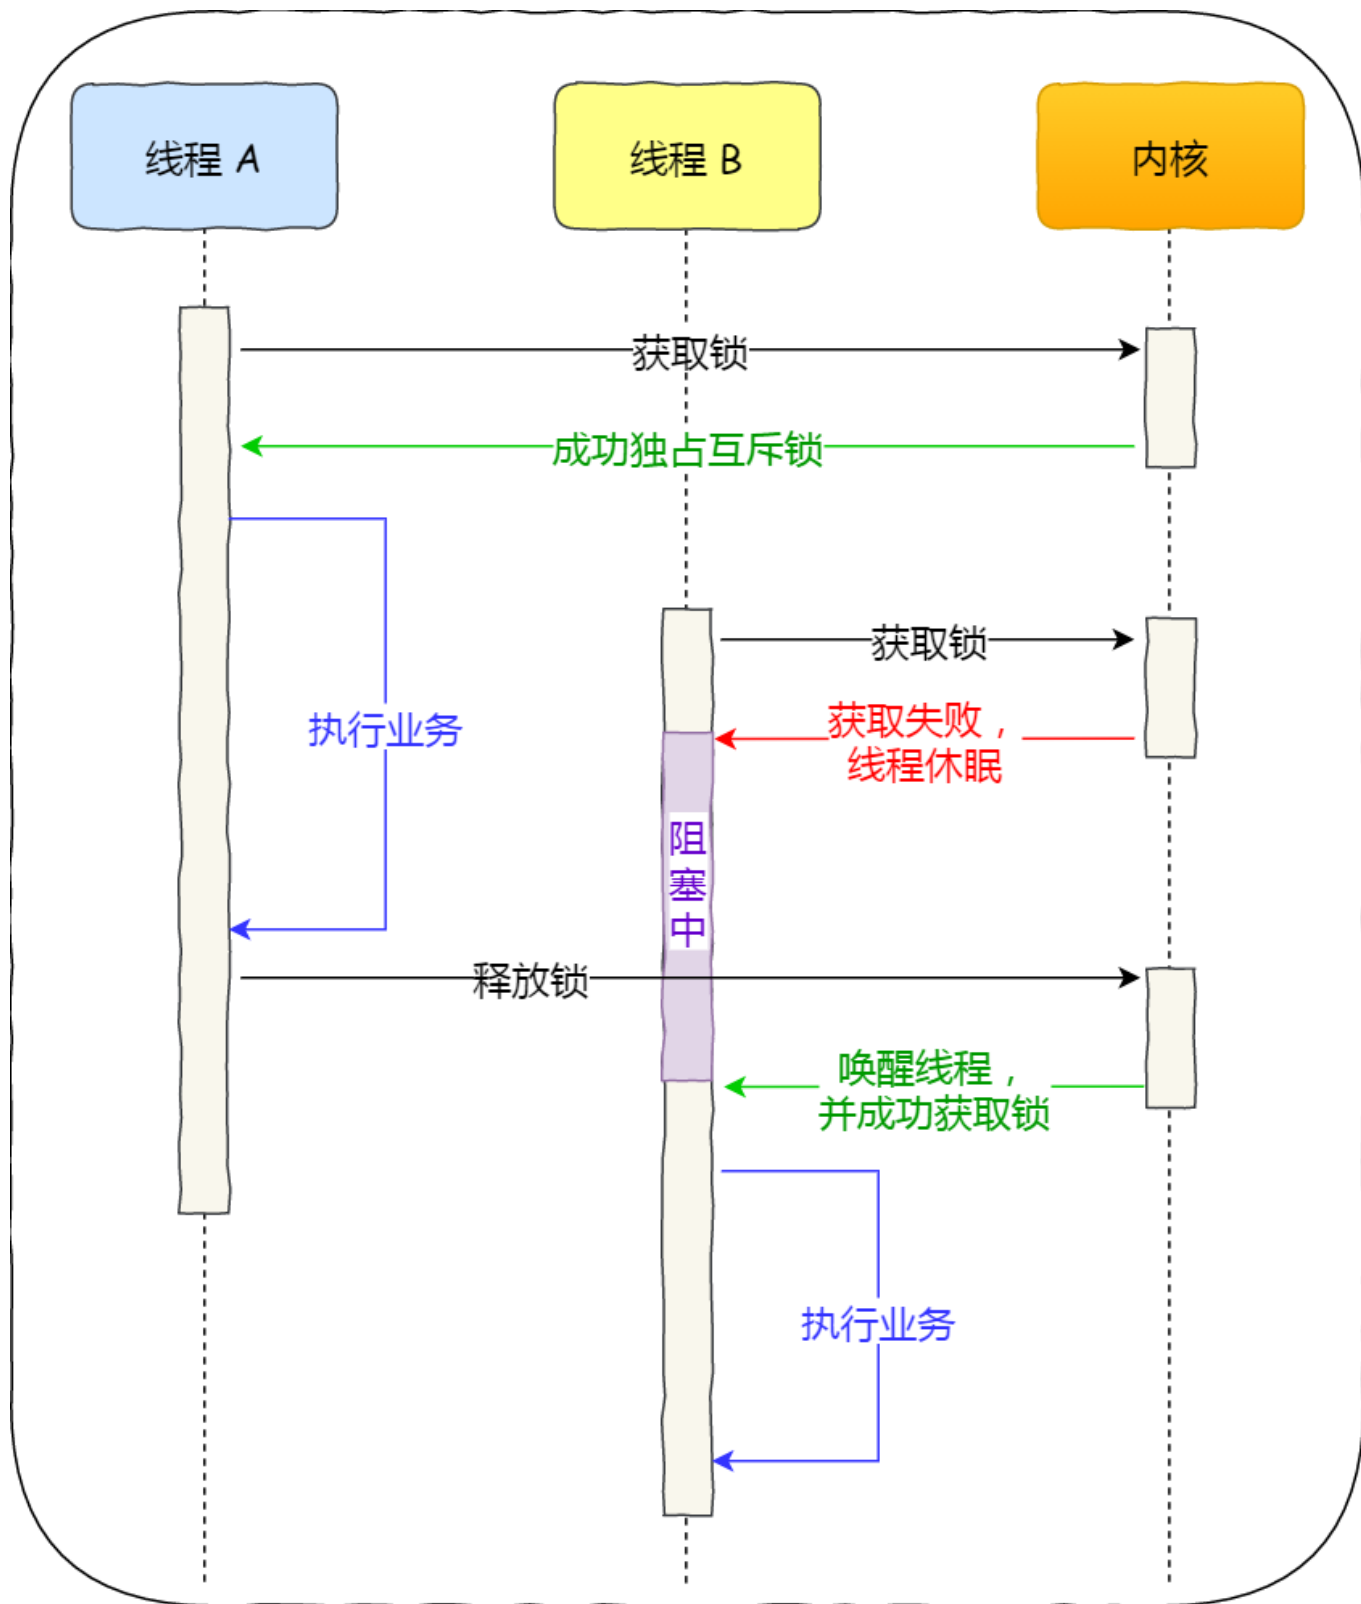 线程 A
线程 B
内核
获取锁
成功独占互斥锁
获取锁
获取失败，
线程休眠
执行业务
阻
塞
中
释放锁
唤醒线程，
并成功获取锁
执行业务